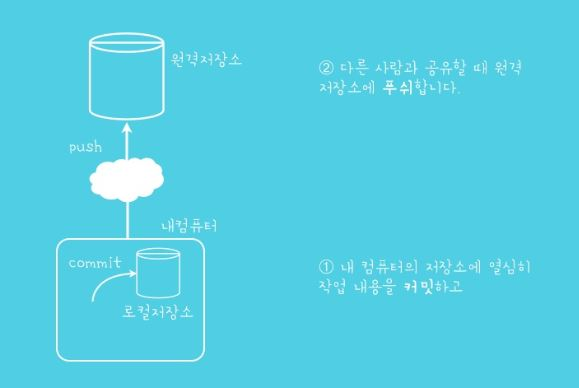 원격저장소
② 다른 사람과 공유할 때 원격
저장소에 푸쉬합니다.
push
내컴퓨터
commit
로컬저장소
① 내 컴퓨터의 저장소에 열심히
작업 내용을 커밋하고